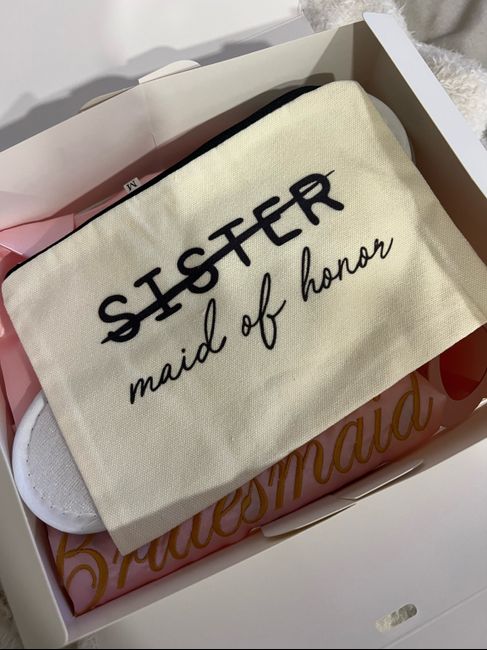 M
SISTER
maid of honor
Bridesmaid